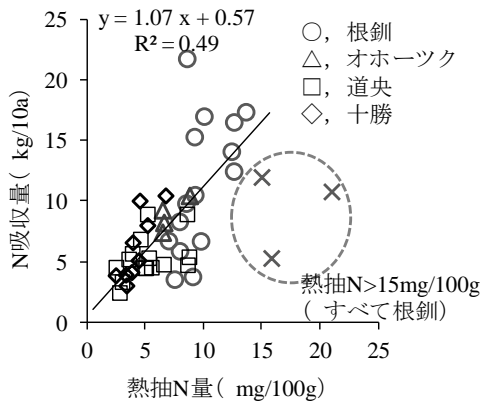 y = 1.07 x + 0.57
R² = 0.49
○, 根釧
△, オホーツク
□, 道央
◇, 十勝
25
20
15
10
5
0
N吸収量( kg/10a)
熱抽N>15mg/100g
( すべて根釧)
0 5 10 15 20 25
熱抽N量( mg/100g)